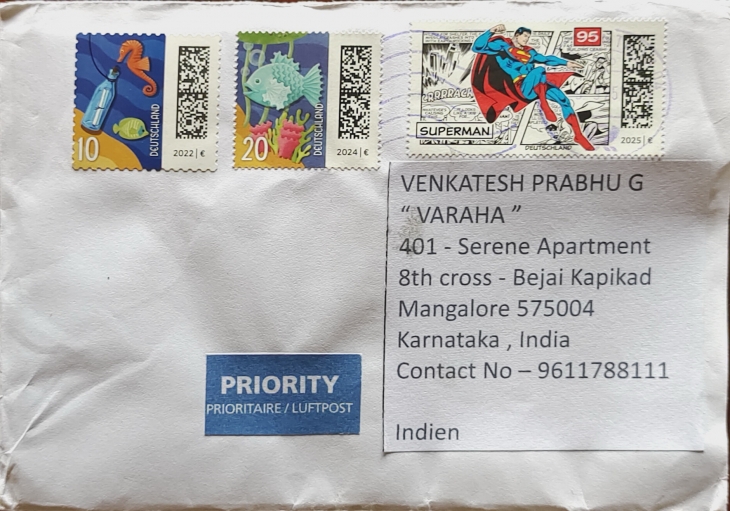 10
DEUTSCHLAND
2022 | €
20
DEUTSCHLAND
2024 | €
95
SUPERMAN
DEUTSCHLAND
2025 | €
VENKATESH PRABHU G
“ VARAHA ”
401 - Serene Apartment
8th cross - Bejai Kapikad
Mangalore 575004
Karnataka , India
Contact No – 9611788111
Indien
PRIORITY
PRIORITAIRE / LUFTPOST